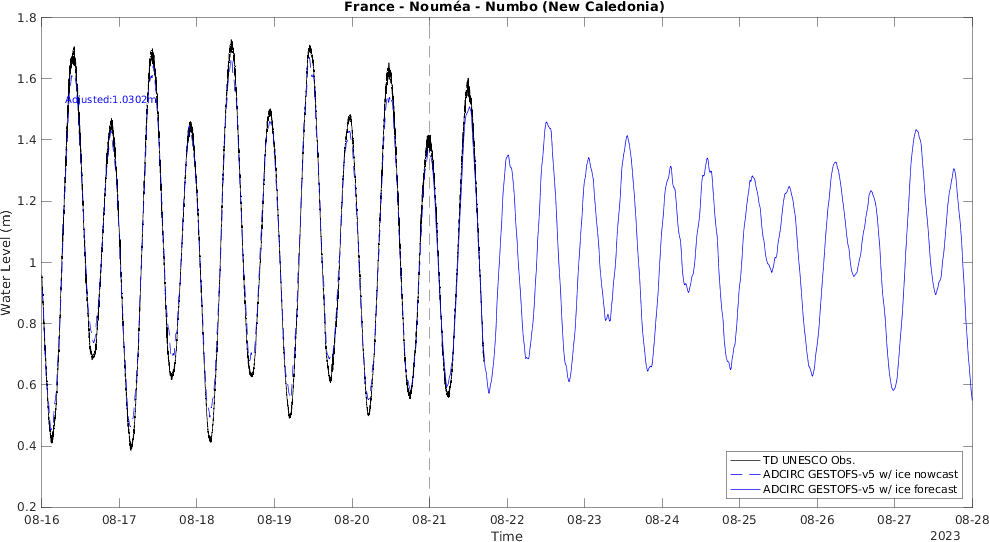 France - Nouméa - Numbo (New Caledonia)
1.8
1.6
1.4
1.2
1
0.8
0.6
0.4
0.2
Water Level (m)
Adjusted:1.0302m
TD UNESCO Obs.
ADCIRC GESTOFS-v5 w/ ice nowcast
ADCIRC GESTOFS-v5 w/ ice forecast
08-16 08-17 08-18 08-19 08-20 08-21 08-22 08-23 08-24 08-25 08-26 08-27 08-28
Time
2023